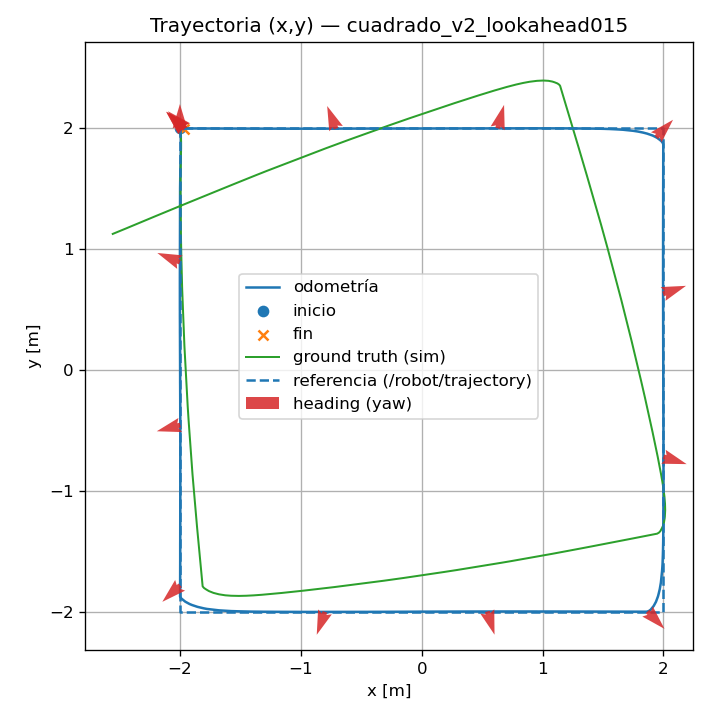 Trayectoria (x,y) — cuadrado_v2_lookahead015
y [m]
2
1
0
−1
−2
odometría
inicio
fin
ground truth (sim)
referencia (/robot/trajectory)
heading (yaw)
−2
−1
0
1
2
x [m]